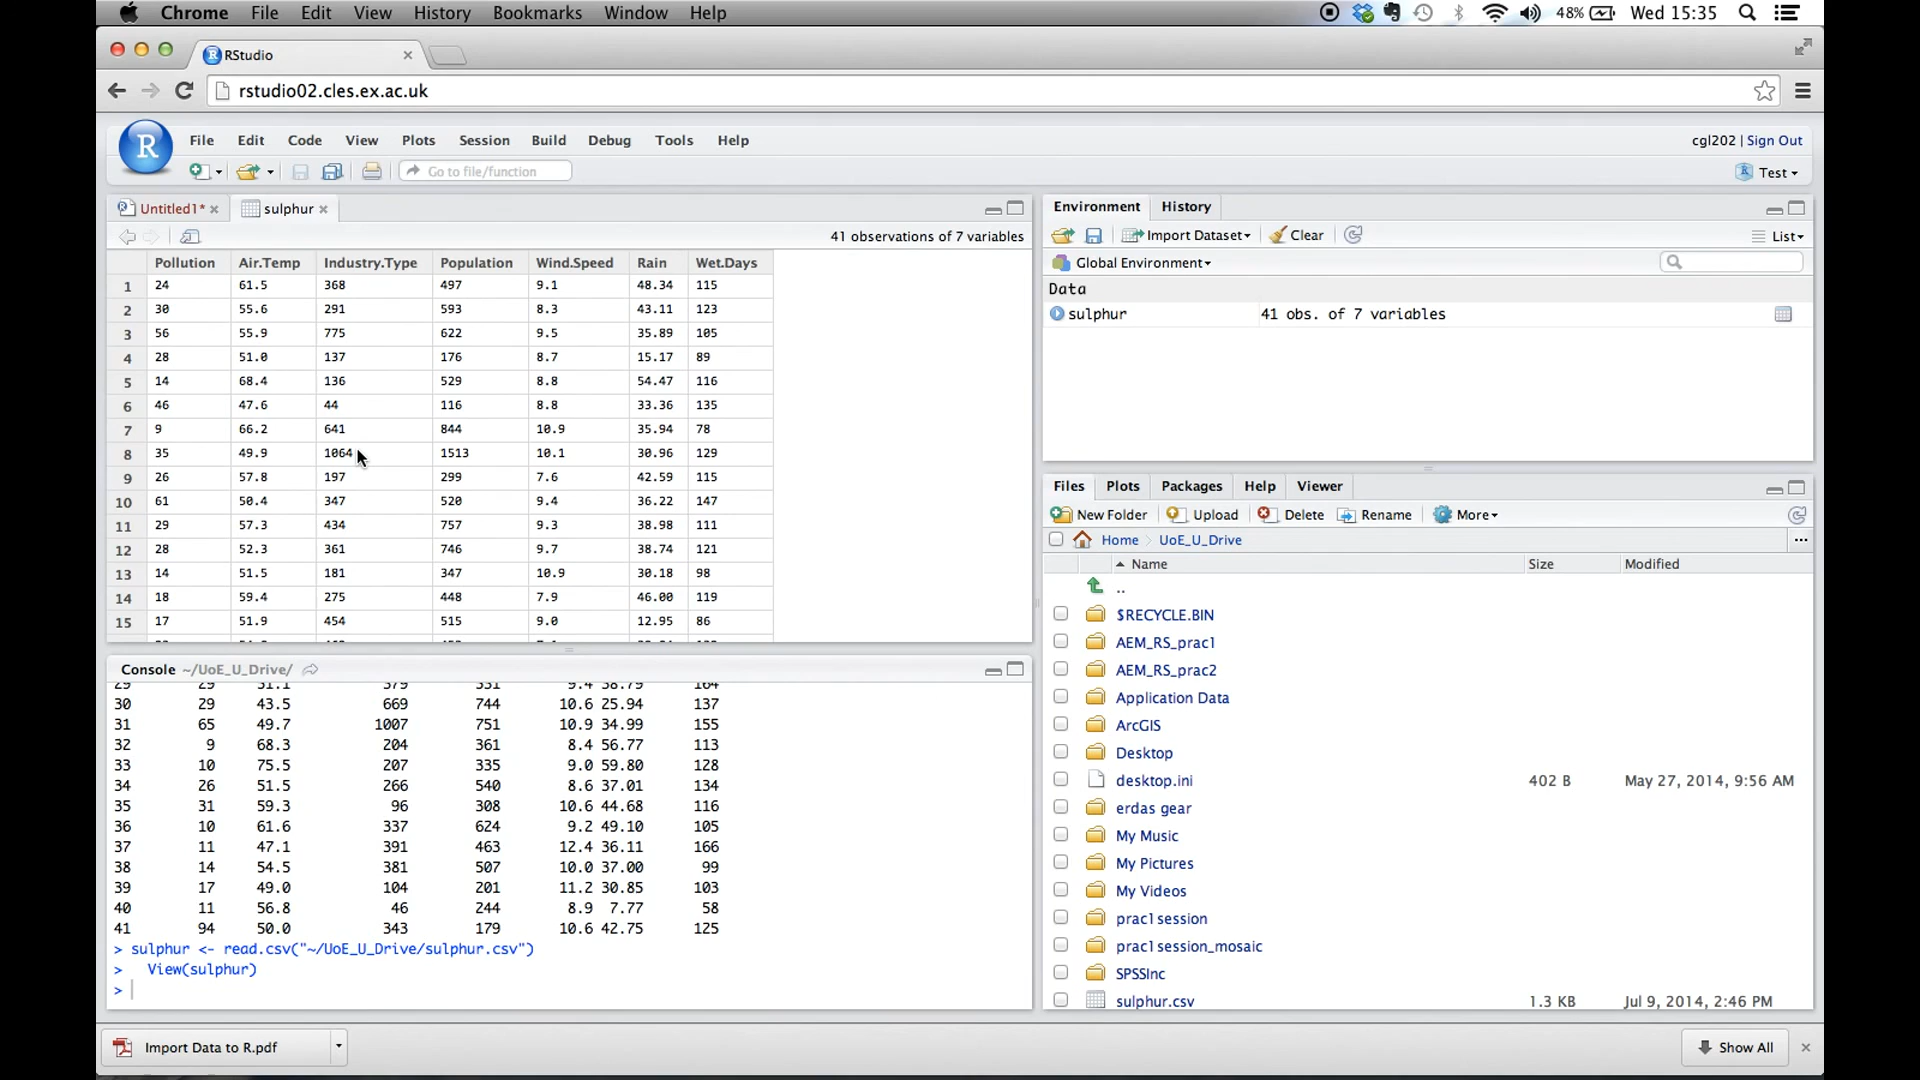 Chrome File Edit View History Bookmarks Window Help 48% Wed 15:35
RStudio
rstudio02.cles.ex.ac.uk
R File Edit Code View Plots Session Build Debug Tools Help cgl202 | Sign Out
Go to file/function Test
Untitled1* sulphur
41 observations of 7 variables
Pollution Air.Temp Industry.Type Population Wind.Speed Rain Wet.Days
1 24 61.5 368 497 9.1 48.34 115
2 30 55.6 291 593 8.3 43.11 123
3 56 55.9 775 622 9.5 35.89 105
4 28 51.0 137 176 8.7 15.17 89
5 14 68.4 136 529 8.8 54.47 116
6 46 47.6 44 116 8.8 33.36 135
7 9 66.2 641 844 10.9 35.94 78
8 35 49.9 1064 1513 10.1 30.96 129
9 26 57.8 197 299 7.6 42.59 115
10 61 50.4 347 520 9.4 36.22 147
11 29 57.3 434 757 9.3 38.98 111
12 28 52.3 361 746 9.7 38.74 121
13 14 51.5 181 347 10.9 30.18 98
14 18 59.4 275 448 7.9 46.00 119
15 17 51.9 454 515 9.0 12.95 86
Console ~/UoE_U_Drive/
29 29 51.1 379 531 9.4 38.79 164
30 29 43.5 669 744 10.6 25.94 137
31 65 49.7 1007 751 10.9 34.99 155
32 9 68.3 204 361 8.4 56.77 113
33 10 75.5 207 335 9.0 59.80 128
34 26 51.5 266 540 8.6 37.01 134
35 31 59.3 96 308 10.6 44.68 116
36 10 61.6 337 624 9.2 49.10 105
37 11 47.1 391 463 12.4 36.11 166
38 14 54.5 381 507 10.0 37.00 99
39 17 49.0 104 201 11.2 30.85 103
40 11 56.8 46 244 8.9 7.77 58
41 94 50.0 343 179 10.6 42.75 125
> sulphur <- read.csv("~/UoE_U_Drive/sulphur.csv")
> View(sulphur)
>
Environment History
Import Dataset Clear List
Global Environment
Data
sulphur 41 obs. of 7 variables
Files Plots Packages Help Viewer
New Folder Upload Delete Rename More
Home UoE_U_Drive ...
Name Size Modified
..
$RECYCLE.BIN
AEM_RS_prac1
AEM_RS_prac2
Application Data
ArcGIS
Desktop
desktop.ini 402 B May 27, 2014, 9:56 AM
erdas gear
My Music
My Pictures
My Videos
prac1session
prac1session_mosaic
SPSSInc
sulphur.csv 1.3 KB Jul 9, 2014, 2:46 PM
Import Data to R.pdf Show All